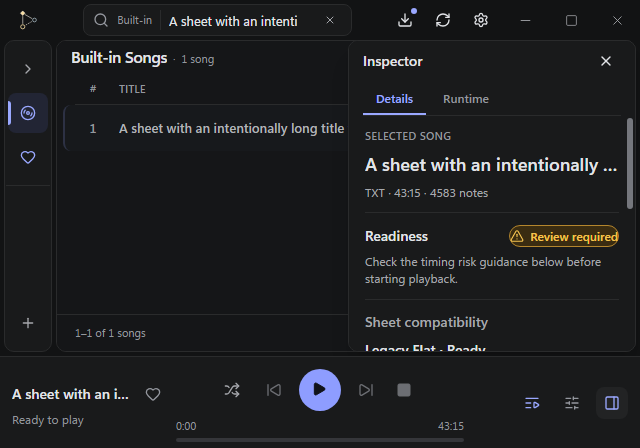 Built-in A sheet with an intenti
Built-in Songs · 1 song
# TITLE
1 A sheet with an intentionally long title
Inspector
Details Runtime
SELECTED SONG
A sheet with an intentionally ...
TXT · 43:15 · 4583 notes
Readiness Review required
Check the timing risk guidance below before
starting playback.
Sheet compatibility
Legacy Flat · Ready
1–1 of 1 songs
A sheet with an i...
Ready to play
0:00 43:15